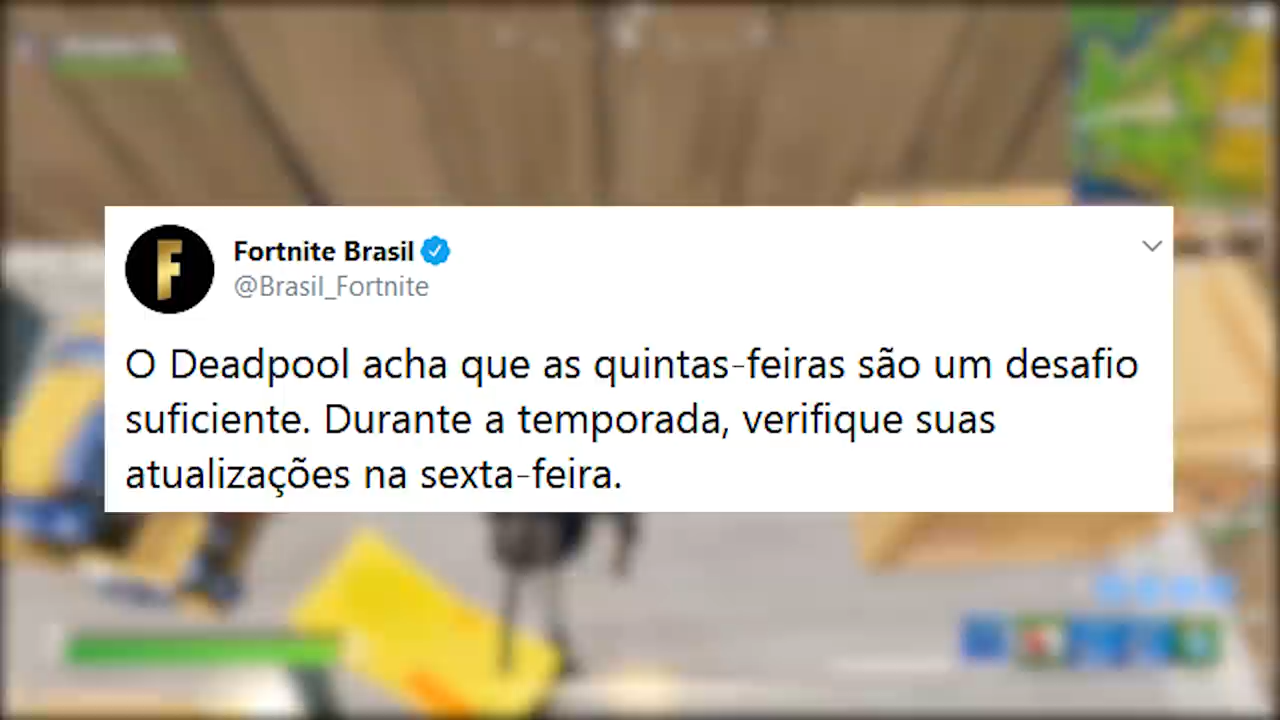 Fortnite Brasil
@Brasil_Fortnite
O Deadpool acha que as quintas-feiras são um desafio
suficiente. Durante a temporada, verifique suas
atualizações na sexta-feira.